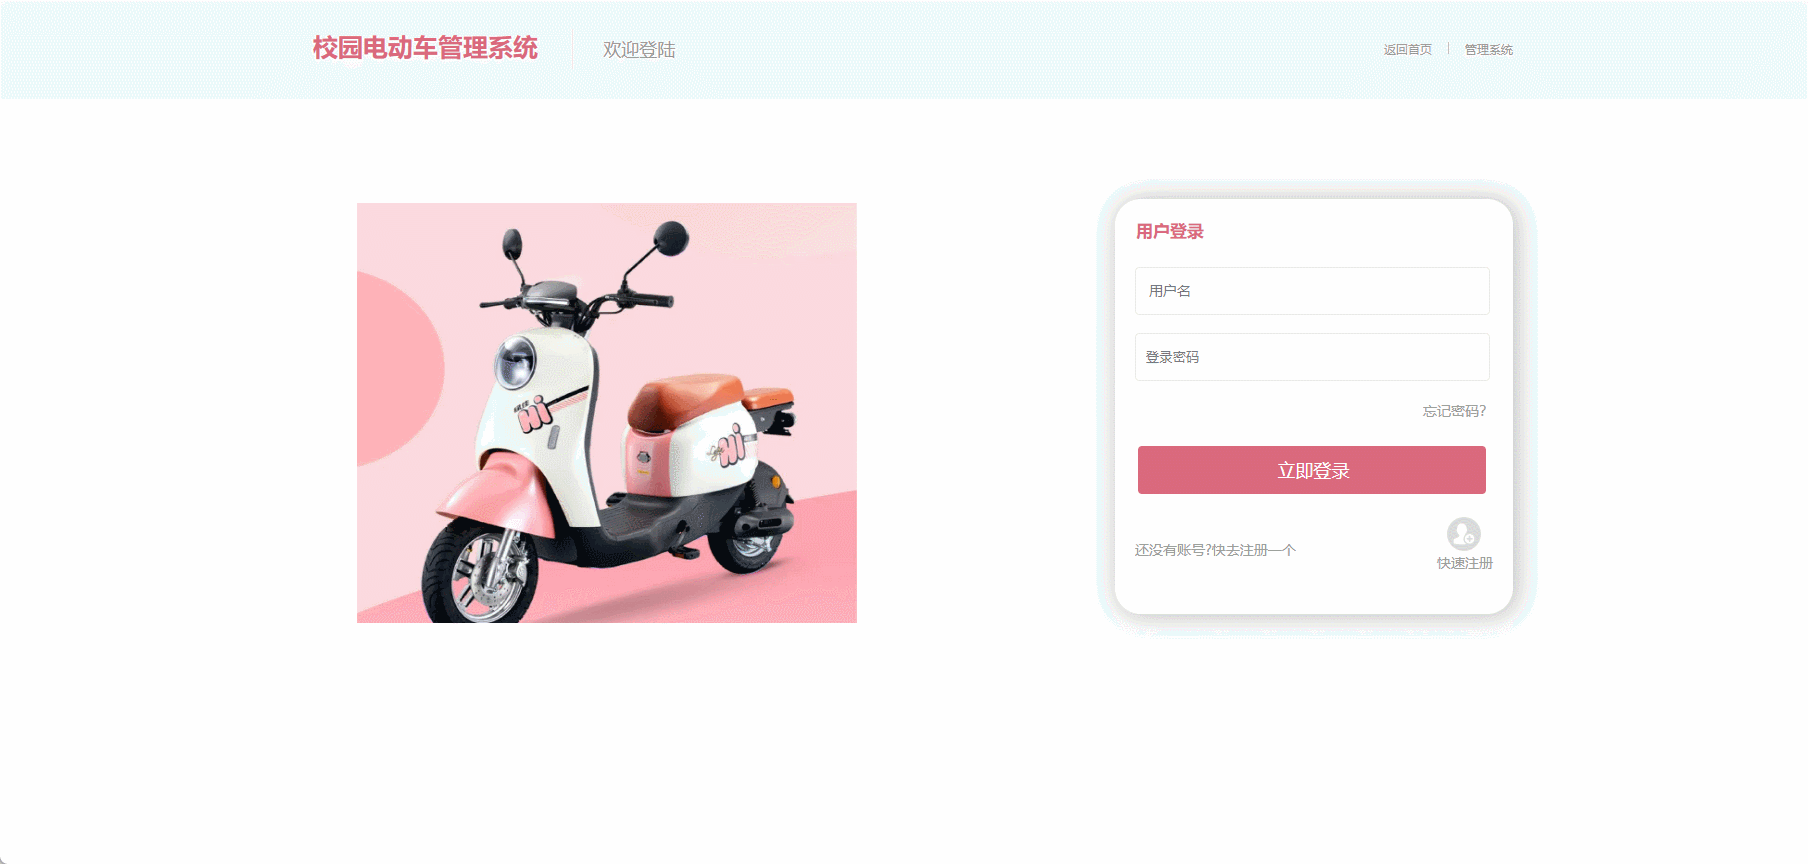 校园电动车管理系统
欢迎登陆
返回首页
管理系统
用户登录
用户名
登录密码
忘记密码?
立即登录
还没有账号?快去注册一个
快速注册
Hi
Hi